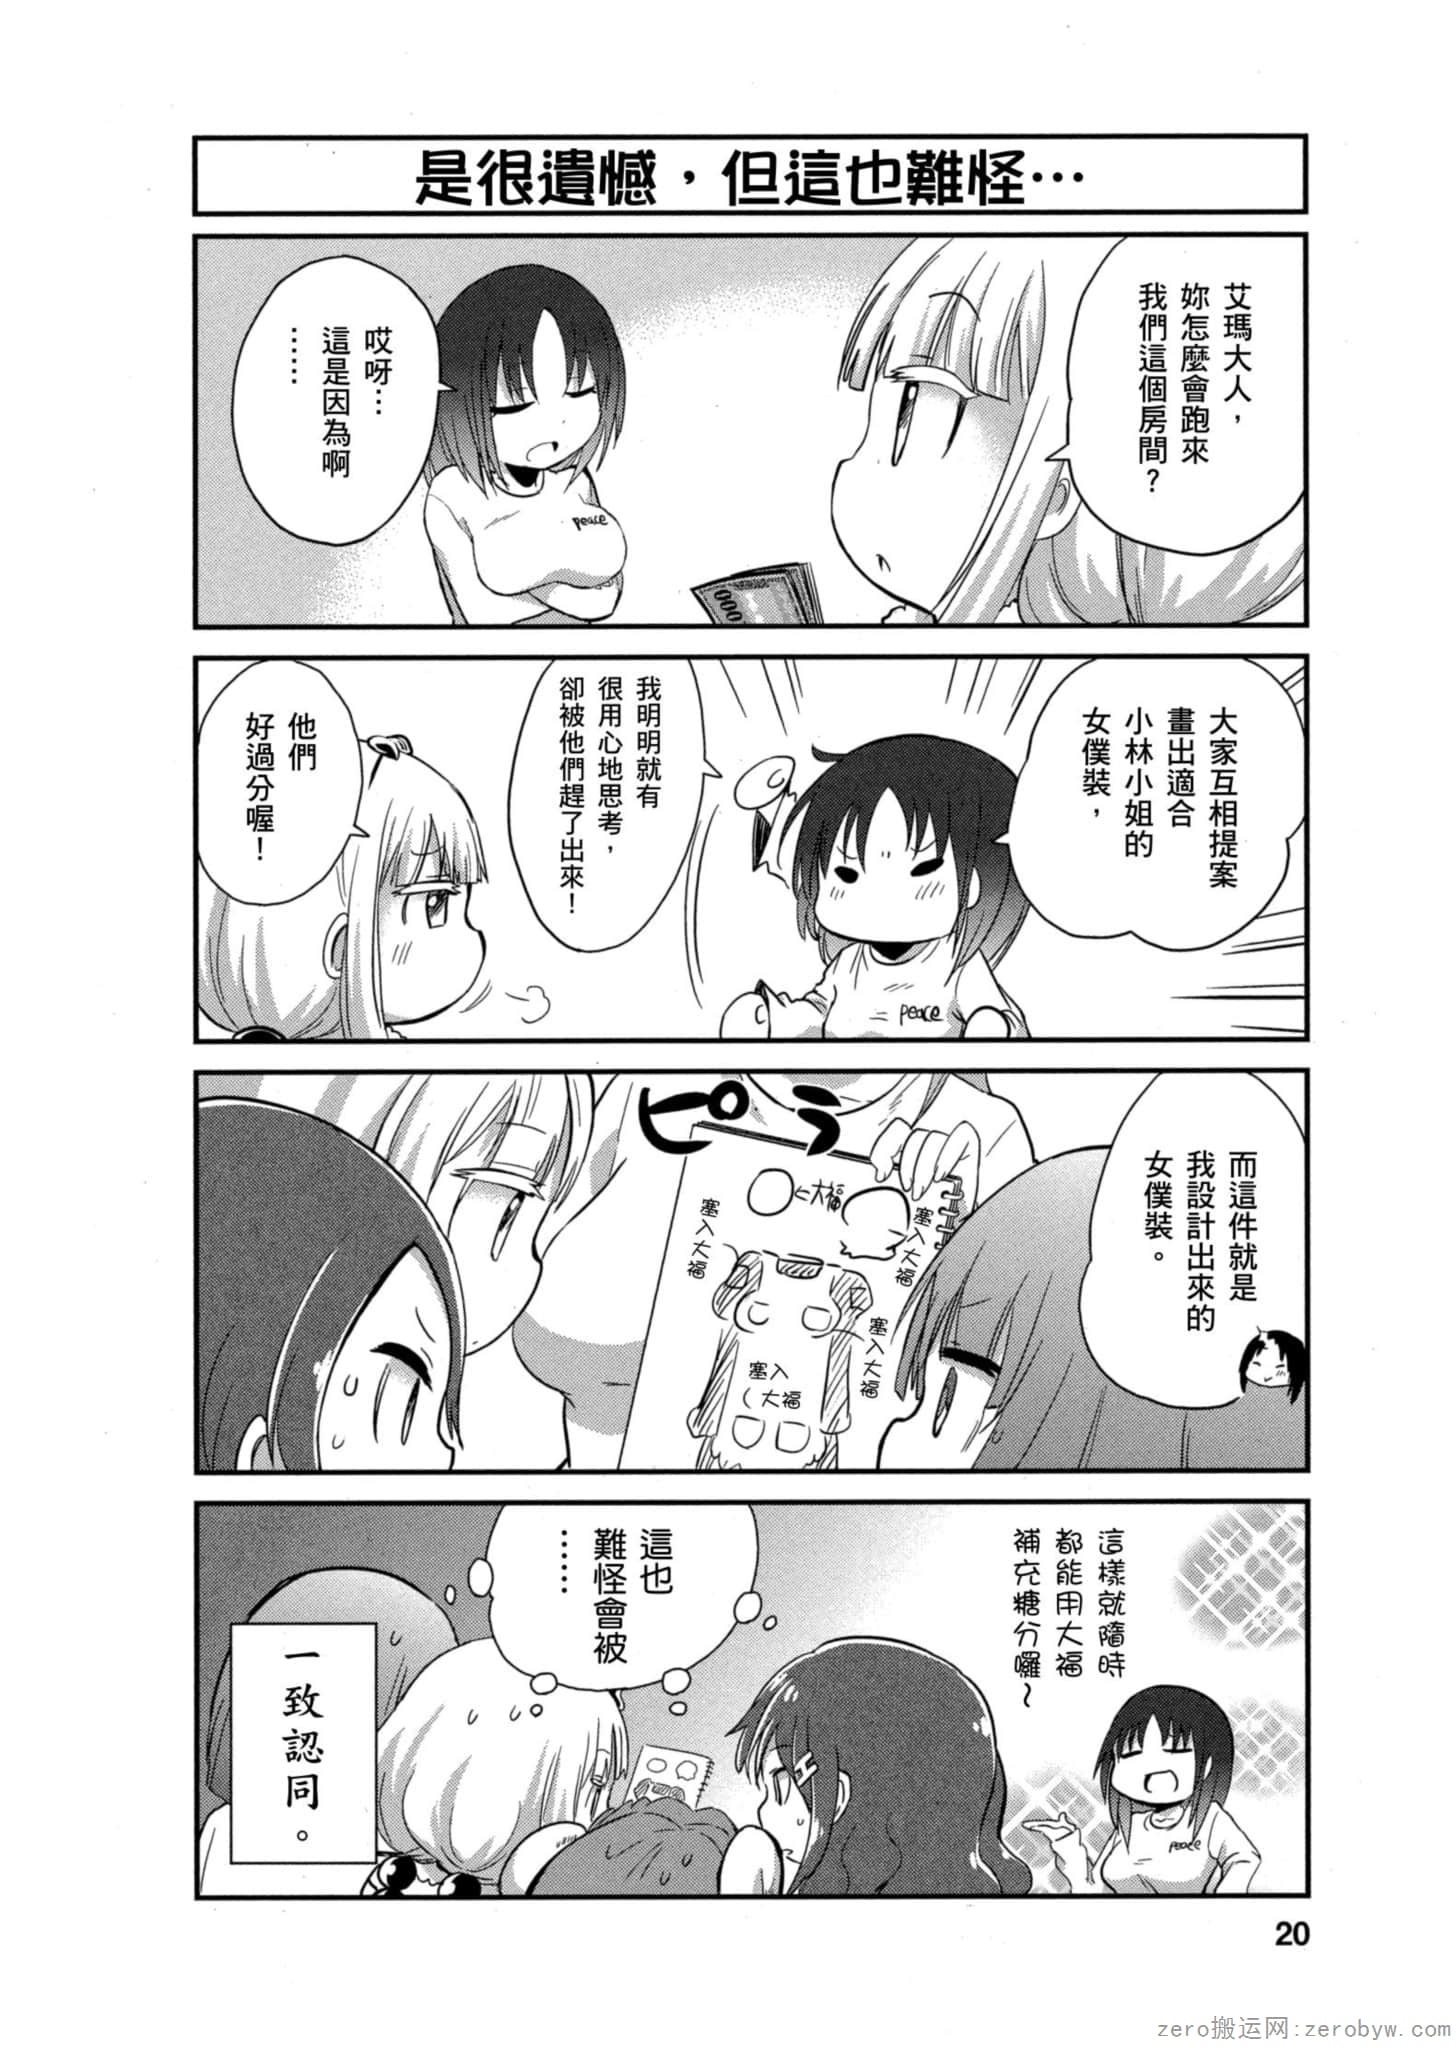 是很遺憾，但這也難怪…
艾瑪大人，
妳怎麼會跑來
我們這個房間？
哎呀…
這是因為啊
……
000
peace
大家互相提案
畫出適合
小林小姐的
女僕裝，
我明明就有
很用心地思考，
卻被他們趕了出來！
他們
好過分喔！
peace
而這件就是
我設計出來的
女僕裝。
ピラ
大福
塞入大福
塞入大福
塞入大福
塞入
大福
這樣就隨時
都能用大福
補充糖分囉～
這也
難怪會被
……
一致認同。
peace
20
zero搬运网:zerobyw.com